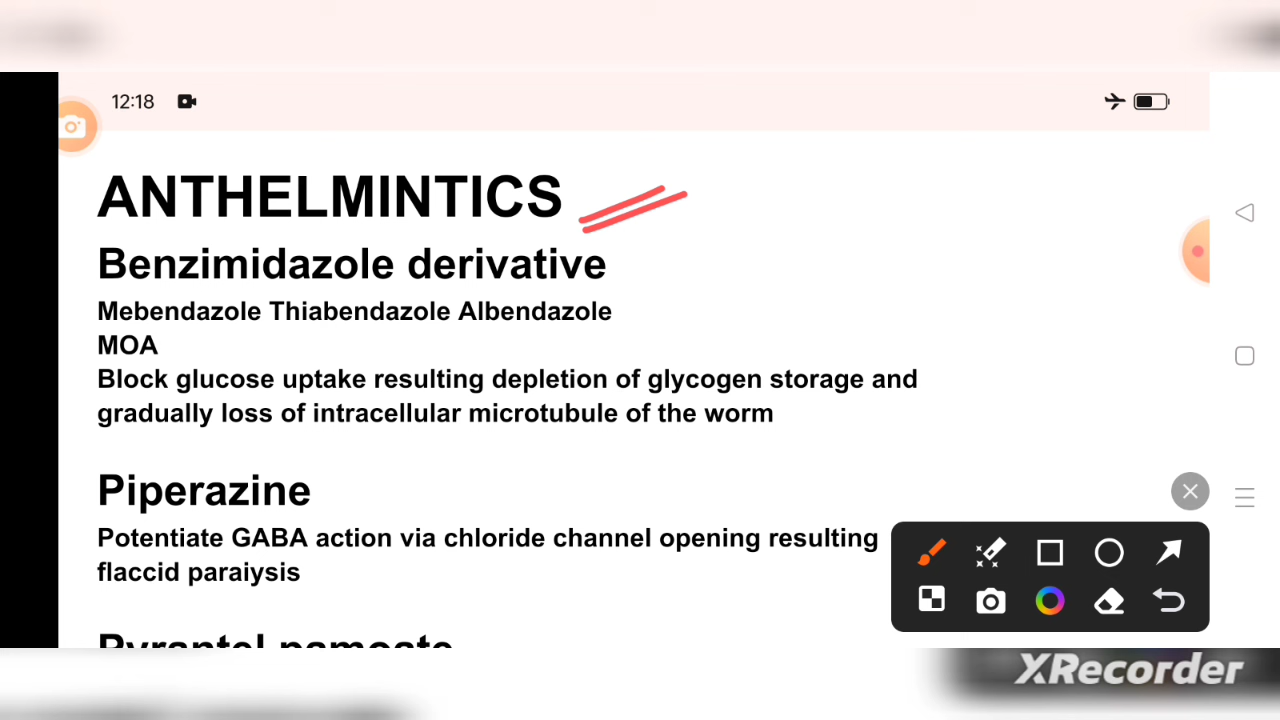 12:18
ANTHELMINTICS
Benzimidazole derivative
Mebendazole Thiabendazole Albendazole
MOA
Block glucose uptake resulting depletion of glycogen storage and
gradually loss of intracellular microtubule of the worm
Piperazine
Potentiate GABA action via chloride channel opening resulting
flaccid paraiysis
Pyrantel pamoate
XRecorder